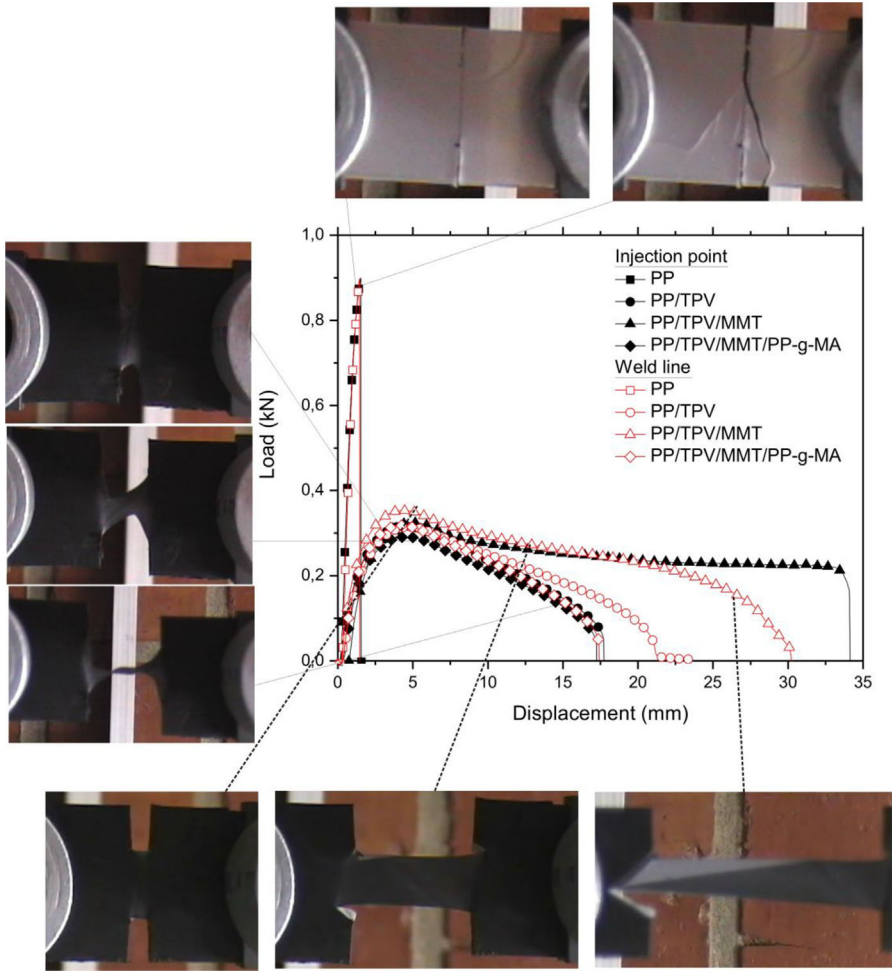 1,0
0,8
0,6
0,4
0,2
0,0
Load (kN)
Injection point
PP
PP/TPV
PP/TPV/MMT
PP/TPV/MMT/PP-g-MA
Weld line
PP
PP/TPV
PP/TPV/MMT
PP/TPV/MMT/PP-g-MA
0 5 10 15 20 25 30 35
Displacement (mm)